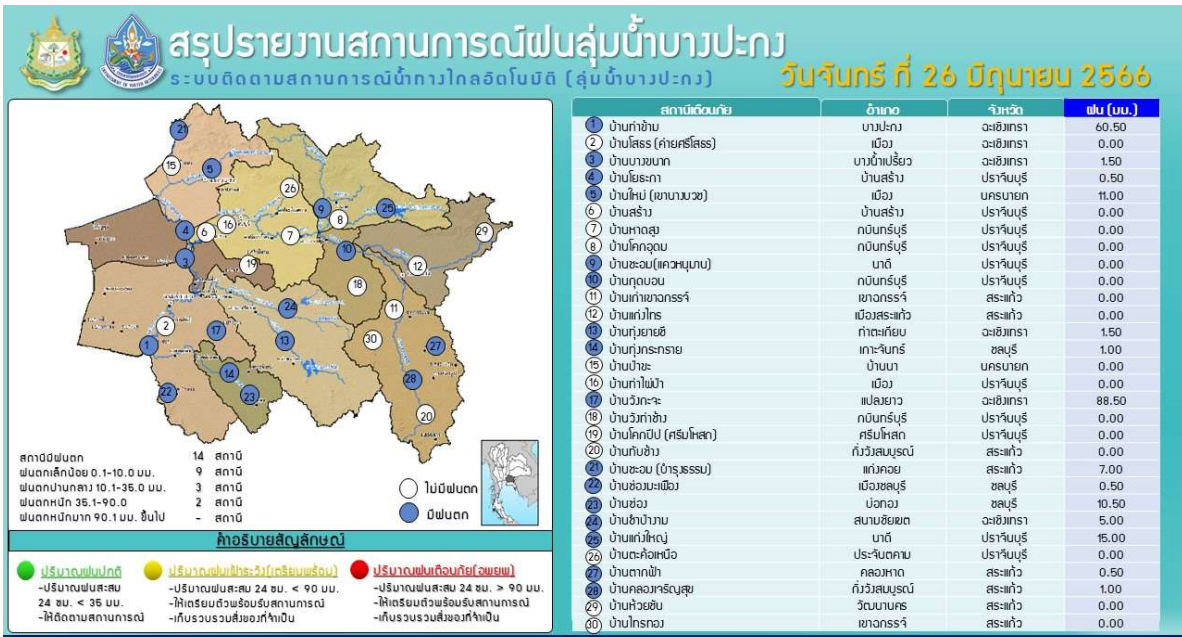 สรุปรายงานสถานการณ์ฝนลุ่มน้ำบางปะกง
ระบบติดตามสถานการณ์น้ำทางไกลอัตโนมัติ (ลุ่มน้ำบางปะกง)
วันจันทร์ ที่ 26 มิถุนายน 2566
สถานีเตือนภัย อำเภอ จังหวัด ฝน (มม.)
1 บ้านท่าข้าม บางปะกง ฉะเชิงเทรา 60.50
2 บ้านโสธร (ค่ายศรีโสธร) เมือง ฉะเชิงเทรา 0.00
3 บ้านบางขนาก บางน้ำเปรี้ยว ฉะเชิงเทรา 1.50
4 บ้านโยธะกา บ้านสร้าง ปราจีนบุรี 0.50
5 บ้านใหม่ (เขานางบวช) เมือง นครนายก 11.00
6 บ้านสร้าง บ้านสร้าง ปราจีนบุรี 0.00
7 บ้านหาดสูง กบินทร์บุรี ปราจีนบุรี 0.00
8 บ้านโคกอุดม กบินทร์บุรี ปราจีนบุรี 0.00
9 บ้านชะอม(แควหนุมาน) นาดี ปราจีนบุรี 0.00
10 บ้านกุดบอน กบินทร์บุรี ปราจีนบุรี 0.00
11 บ้านเก่าเขาฉกรรจ์ เขาฉกรรจ์ สระแก้ว 0.00
12 บ้านแก่งไทร เมืองสระแก้ว สระแก้ว 0.00
13 บ้านทุ่งยายชี ท่าตะเกียบ ฉะเชิงเทรา 1.50
14 บ้านทุ่งกระทราย เกาะจันทร์ ชลบุรี 1.00
15 บ้านป่าขะ บ้านนา นครนายก 0.00
16 บ้านท่าไผ่ป่า เมือง ปราจีนบุรี 0.00
17 บ้านวังกะจะ แปลงยาว ฉะเชิงเทรา 88.50
18 บ้านวังท่าช้าง กบินทร์บุรี ปราจีนบุรี 0.00
19 บ้านโคกปีป (ศรีมโหสถ) ศรีมโหสถ ปราจีนบุรี 0.00
20 บ้านทับช้าง กิ่งวังสมบูรณ์ สระแก้ว 0.00
21 บ้านชะอม (บำรุงธรรม) แก่งคอย สระแก้ว 7.00
22 บ้านช่องมะเฟือง เมืองชลบุรี ชลบุรี 0.50
23 บ้านช่อง บ่อทอง ชลบุรี 10.50
24 บ้านซำป่างาม สนามชัยเขต ฉะเชิงเทรา 5.00
25 บ้านแก่งใหญ่ นาดี ปราจีนบุรี 15.00
26 บ้านตะค้อเหนือ ประจันตคาม ปราจีนบุรี 0.00
27 บ้านตากฟ้า คลองหาด สระแก้ว 0.50
28 บ้านคลองเจริญสุข กิ่งวังสมบูรณ์ สระแก้ว 1.00
29 บ้านห้วยชัน วัฒนานคร สระแก้ว 0.00
30 บ้านไทรทอง เขาฉกรรจ์ สระแก้ว 0.00
สถานีมีฝนตก 14 สถานี
ฝนตกเล็กน้อย 0.1-10.0 มม. 9 สถานี
ฝนตกปานกลาง 10.1-35.0 มม. 3 สถานี
ฝนตกหนัก 35.1-90.0 2 สถานี
ฝนตกหนักมาก 90.1 มม. ขึ้นไป - สถานี
ไม่มีฝนตก
มีฝนตก
คำอธิบายสัญลักษณ์
ปริมาณฝนปกติ
-ปริมาณฝนสะสม
24 ชม. < 35 มม.
-ให้ติดตามสถานการณ์
ปริมาณฝนเฝ้าระวัง(เตรียมพร้อม)
-ปริมาณฝนสะสม 24 ชม. < 90 มม.
-ให้เตรียมตัวพร้อมรับสถานการณ์
-เก็บรวบรวมสิ่งของที่จำเป็น
ปริมาณฝนเตือนภัย(อพยพ)
-ปริมาณฝนสะสม 24 ชม. > 90 มม.
-ให้เตรียมตัวพร้อมรับสถานการณ์
-เก็บรวบรวมสิ่งของที่จำเป็น